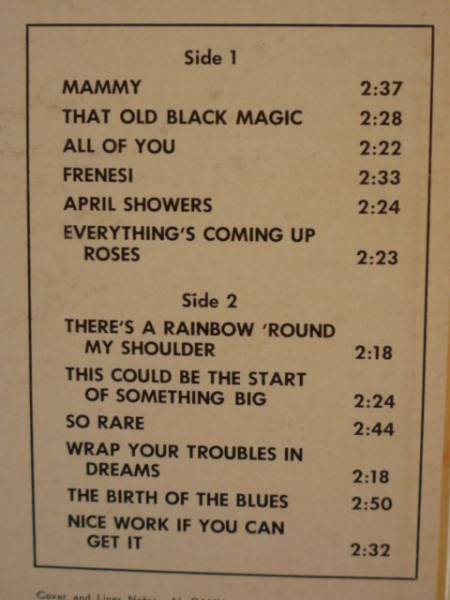 Side 1
MAMMY 2:37
THAT OLD BLACK MAGIC 2:28
ALL OF YOU 2:22
FRENESI 2:33
APRIL SHOWERS 2:24
EVERYTHING'S COMING UP
ROSES 2:23
Side 2
THERE'S A RAINBOW 'ROUND
MY SHOULDER 2:18
THIS COULD BE THE START
OF SOMETHING BIG 2:24
SO RARE 2:44
WRAP YOUR TROUBLES IN
DREAMS 2:18
THE BIRTH OF THE BLUES 2:50
NICE WORK IF YOU CAN
GET IT 2:32
Cover and Liner Notes